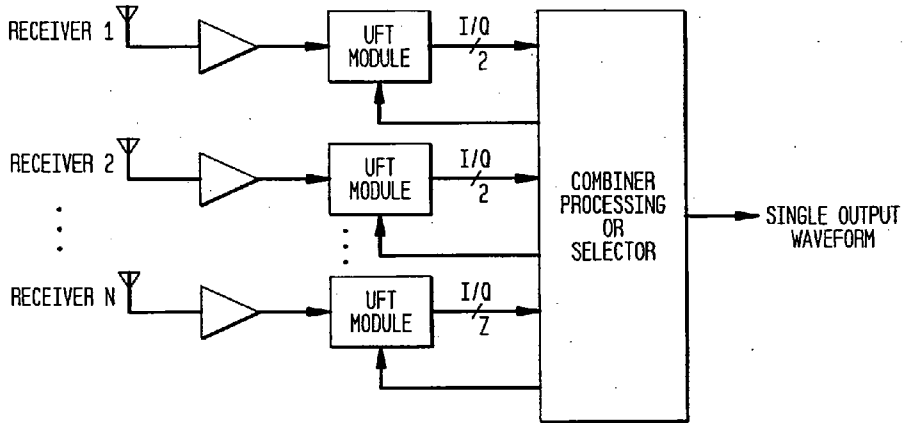 RECEIVER 1
UFT
MODULE
I/Q
2
RECEIVER 2
UFT
MODULE
I/Q
2
RECEIVER N
UFT
MODULE
I/Q
Z
COMBINER
PROCESSING
OR
SELECTOR
SINGLE OUTPUT
WAVEFORM